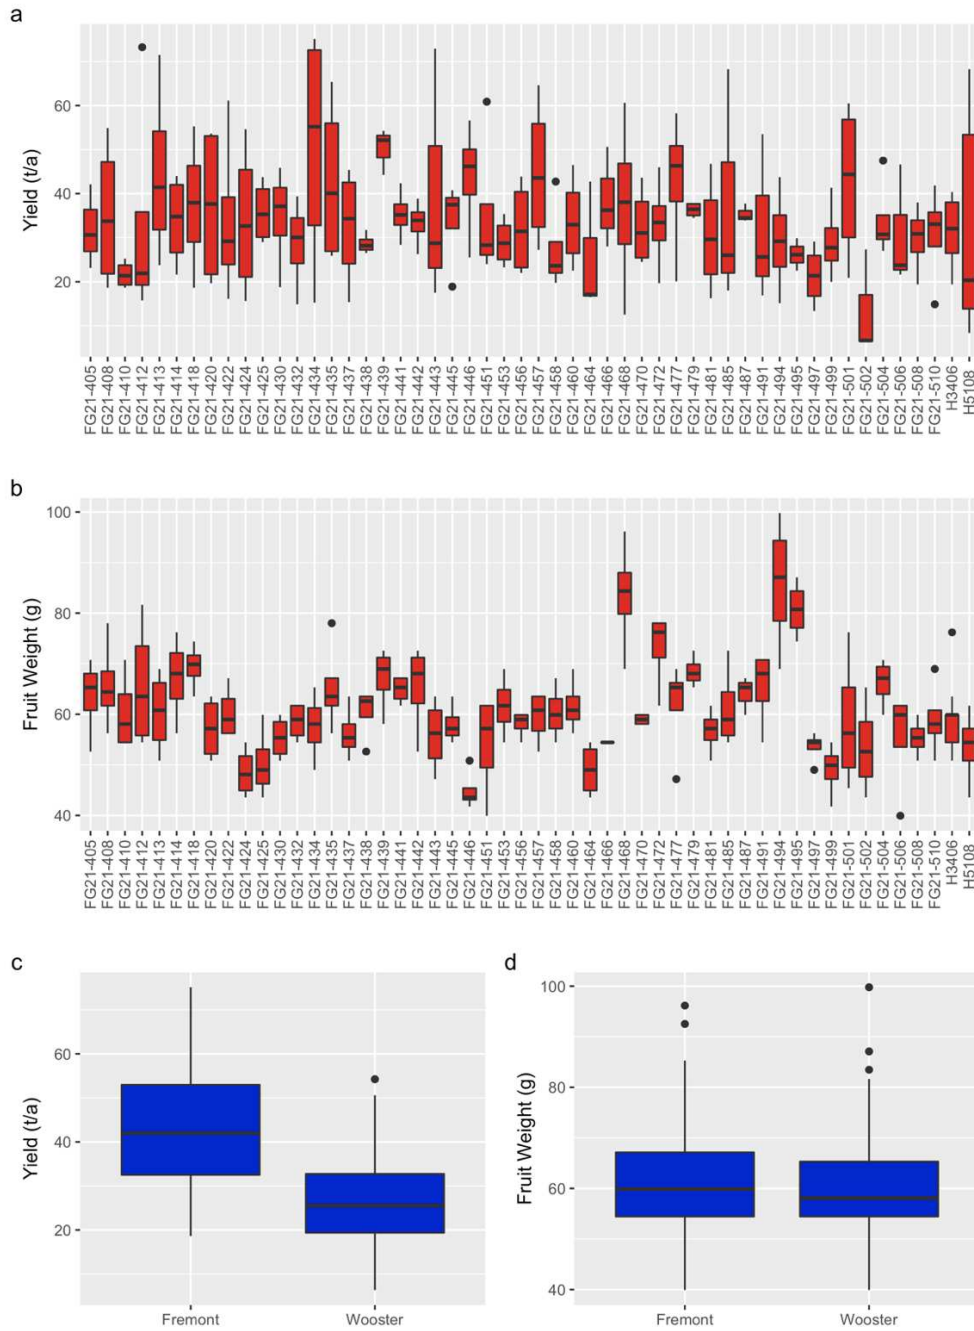 a
Yield (t/a)
60
40
20
FG21-405
FG21-408
FG21-410
FG21-412
FG21-413
FG21-414
FG21-418
FG21-420
FG21-422
FG21-424
FG21-425
FG21-430
FG21-432
FG21-434
FG21-435
FG21-437
FG21-438
FG21-439
FG21-441
FG21-442
FG21-443
FG21-445
FG21-446
FG21-451
FG21-453
FG21-456
FG21-457
FG21-458
FG21-460
FG21-464
FG21-466
FG21-468
FG21-470
FG21-472
FG21-477
FG21-479
FG21-481
FG21-485
FG21-487
FG21-491
FG21-494
FG21-495
FG21-497
FG21-499
FG21-501
FG21-502
FG21-504
FG21-506
FG21-508
FG21-510
H3406
H5108
b
Fruit Weight (g)
100
80
60
40
FG21-405
FG21-408
FG21-410
FG21-412
FG21-413
FG21-414
FG21-418
FG21-420
FG21-422
FG21-424
FG21-425
FG21-430
FG21-432
FG21-434
FG21-435
FG21-437
FG21-438
FG21-439
FG21-441
FG21-442
FG21-443
FG21-445
FG21-446
FG21-451
FG21-453
FG21-456
FG21-457
FG21-458
FG21-460
FG21-464
FG21-466
FG21-468
FG21-470
FG21-472
FG21-477
FG21-479
FG21-481
FG21-485
FG21-487
FG21-491
FG21-494
FG21-495
FG21-497
FG21-499
FG21-501
FG21-502
FG21-504
FG21-506
FG21-508
FG21-510
H3406
H5108
c
Yield (t/a)
60
40
20
Fremont
Wooster
d
Fruit Weight (g)
100
80
60
40
Fremont
Wooster